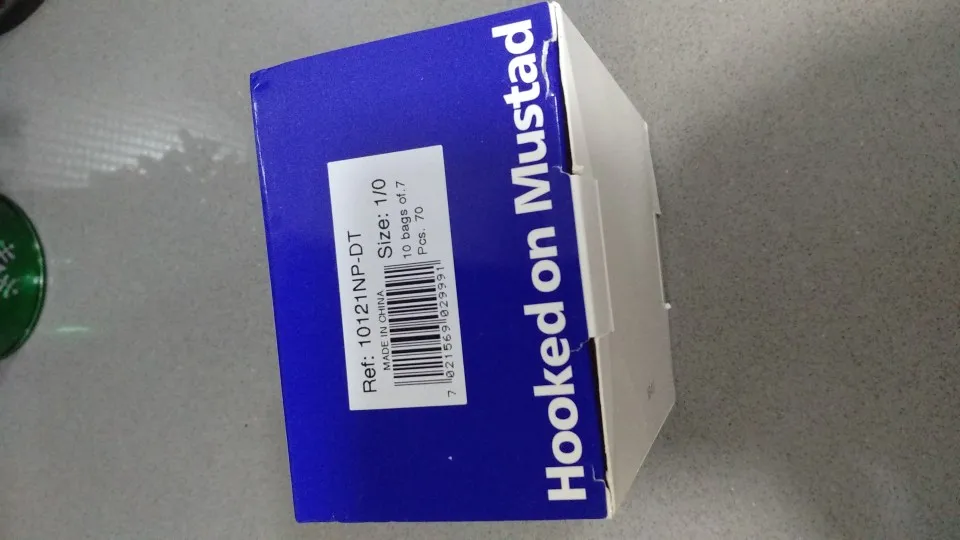 Ref: 10121NP-DT
MADE IN CHINA
Size: 1/0
10 bags of.7
Pcs. 70
7 021569 029991
Hooked on Mustad